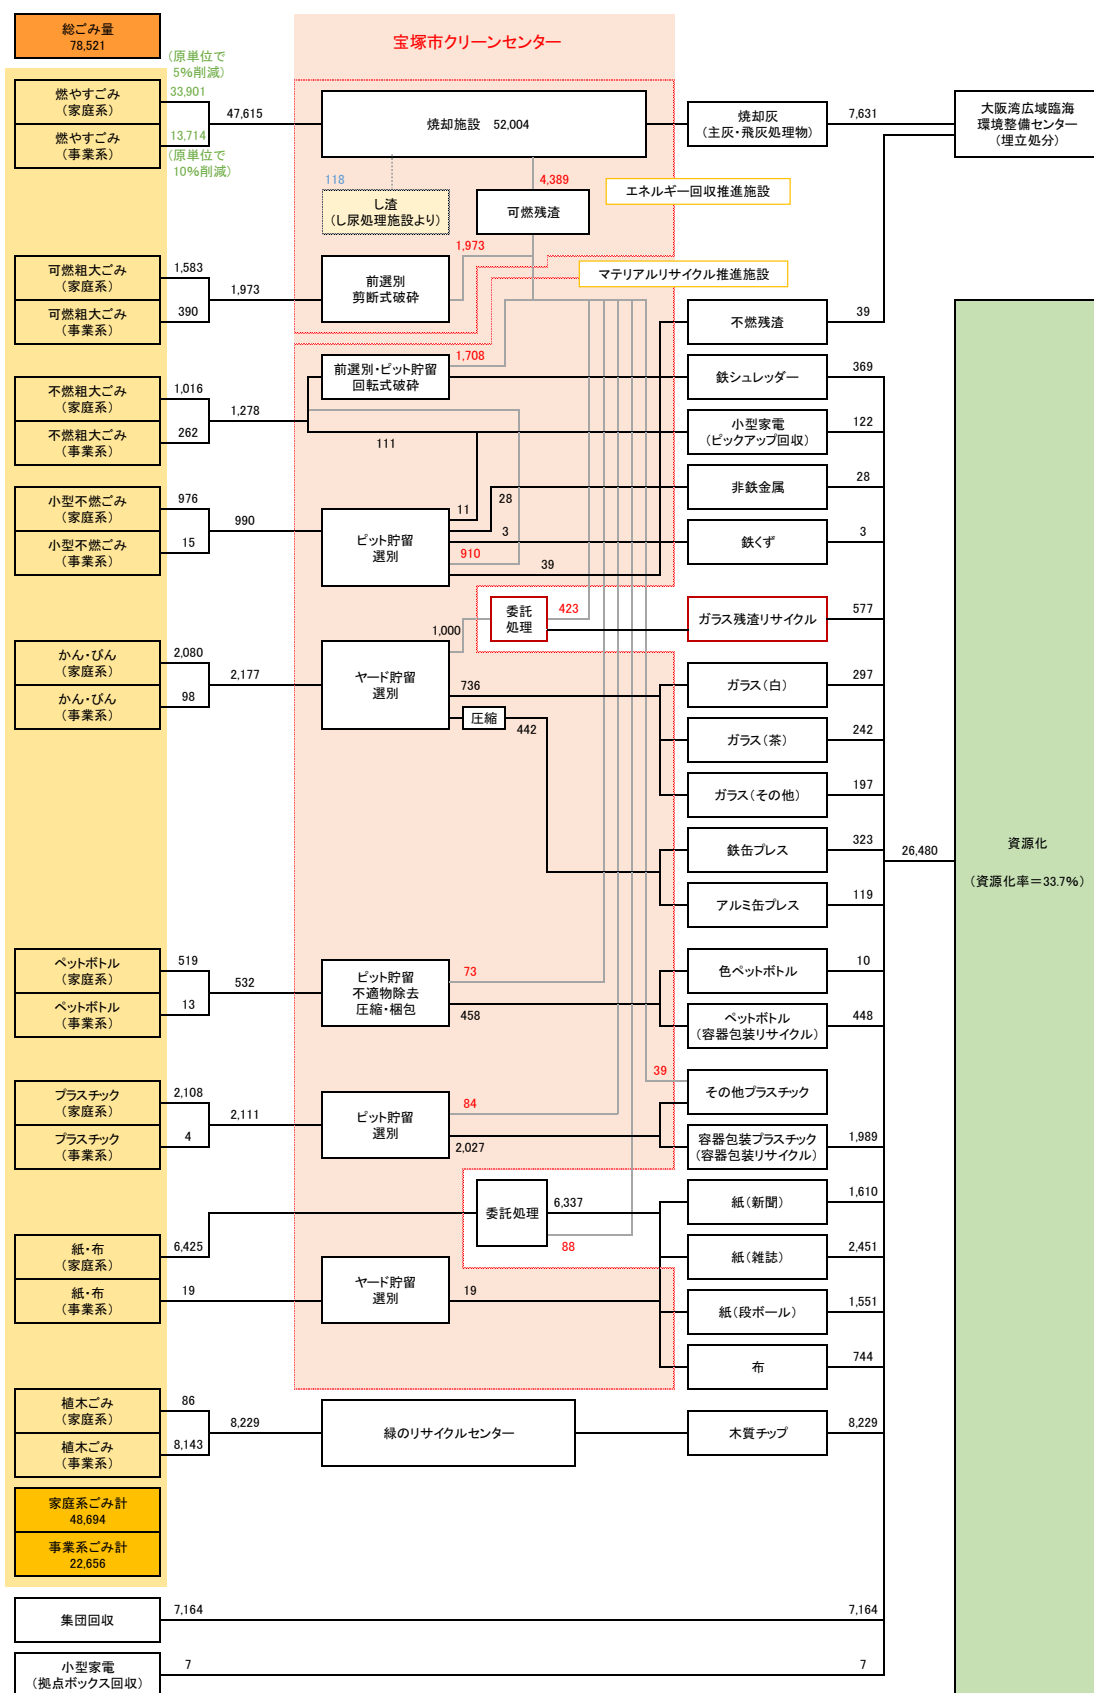 総ごみ量
78,521
宝塚市クリーンセンター
(原単位で
5%削減)
燃やすごみ
(家庭系)
33,901
47,615
燃やすごみ
(事業系)
13,714
(原単位で
10%削減)
焼却施設 52,004
焼却灰
(主灰・飛灰処理物)
7,631
大阪湾広域臨海
環境整備センター
(埋立処分)
118
し渣
(し尿処理施設より)
4,389
可燃残渣
エネルギー回収推進施設
1,973
マテリアルリサイクル推進施設
可燃粗大ごみ
(家庭系)
1,583
可燃粗大ごみ
(事業系)
390
1,973
前選別
剪断式破砕
不燃残渣
39
1,708
前選別・ピット貯留
回転式破砕
鉄シュレッダー
369
不燃粗大ごみ
(家庭系)
1,016
不燃粗大ごみ
(事業系)
262
1,278
111
小型家電
(ピックアップ回収)
122
小型不燃ごみ
(家庭系)
976
小型不燃ごみ
(事業系)
15
990
ピット貯留
選別
11
28
3
910
39
非鉄金属
28
鉄くず
3
委託
処理
423
ガラス残渣リサイクル
577
かん・びん
(家庭系)
2,080
かん・びん
(事業系)
98
2,177
ヤード貯留
選別
1,000
736
圧縮
442
ガラス(白)
297
ガラス(茶)
242
ガラス(その他)
197
鉄缶プレス
323
アルミ缶プレス
119
26,480
資源化
(資源化率=33.7%)
ペットボトル
(家庭系)
519
ペットボトル
(事業系)
13
532
ピット貯留
不適物除去
圧縮・梱包
73
458
色ペットボトル
10
ペットボトル
(容器包装リサイクル)
448
プラスチック
(家庭系)
2,108
プラスチック
(事業系)
4
2,111
ピット貯留
選別
84
2,027
39
その他プラスチック
容器包装プラスチック
(容器包装リサイクル)
1,989
委託処理
6,337
88
紙(新聞)
1,610
紙・布
(家庭系)
6,425
紙・布
(事業系)
19
ヤード貯留
選別
19
紙(雑誌)
2,451
紙(段ボール)
1,551
布
744
植木ごみ
(家庭系)
86
植木ごみ
(事業系)
8,143
8,229
緑のリサイクルセンター
木質チップ
8,229
家庭系ごみ計
48,694
事業系ごみ計
22,656
集団回収
7,164
7,164
小型家電
(拠点ボックス回収)
7
7